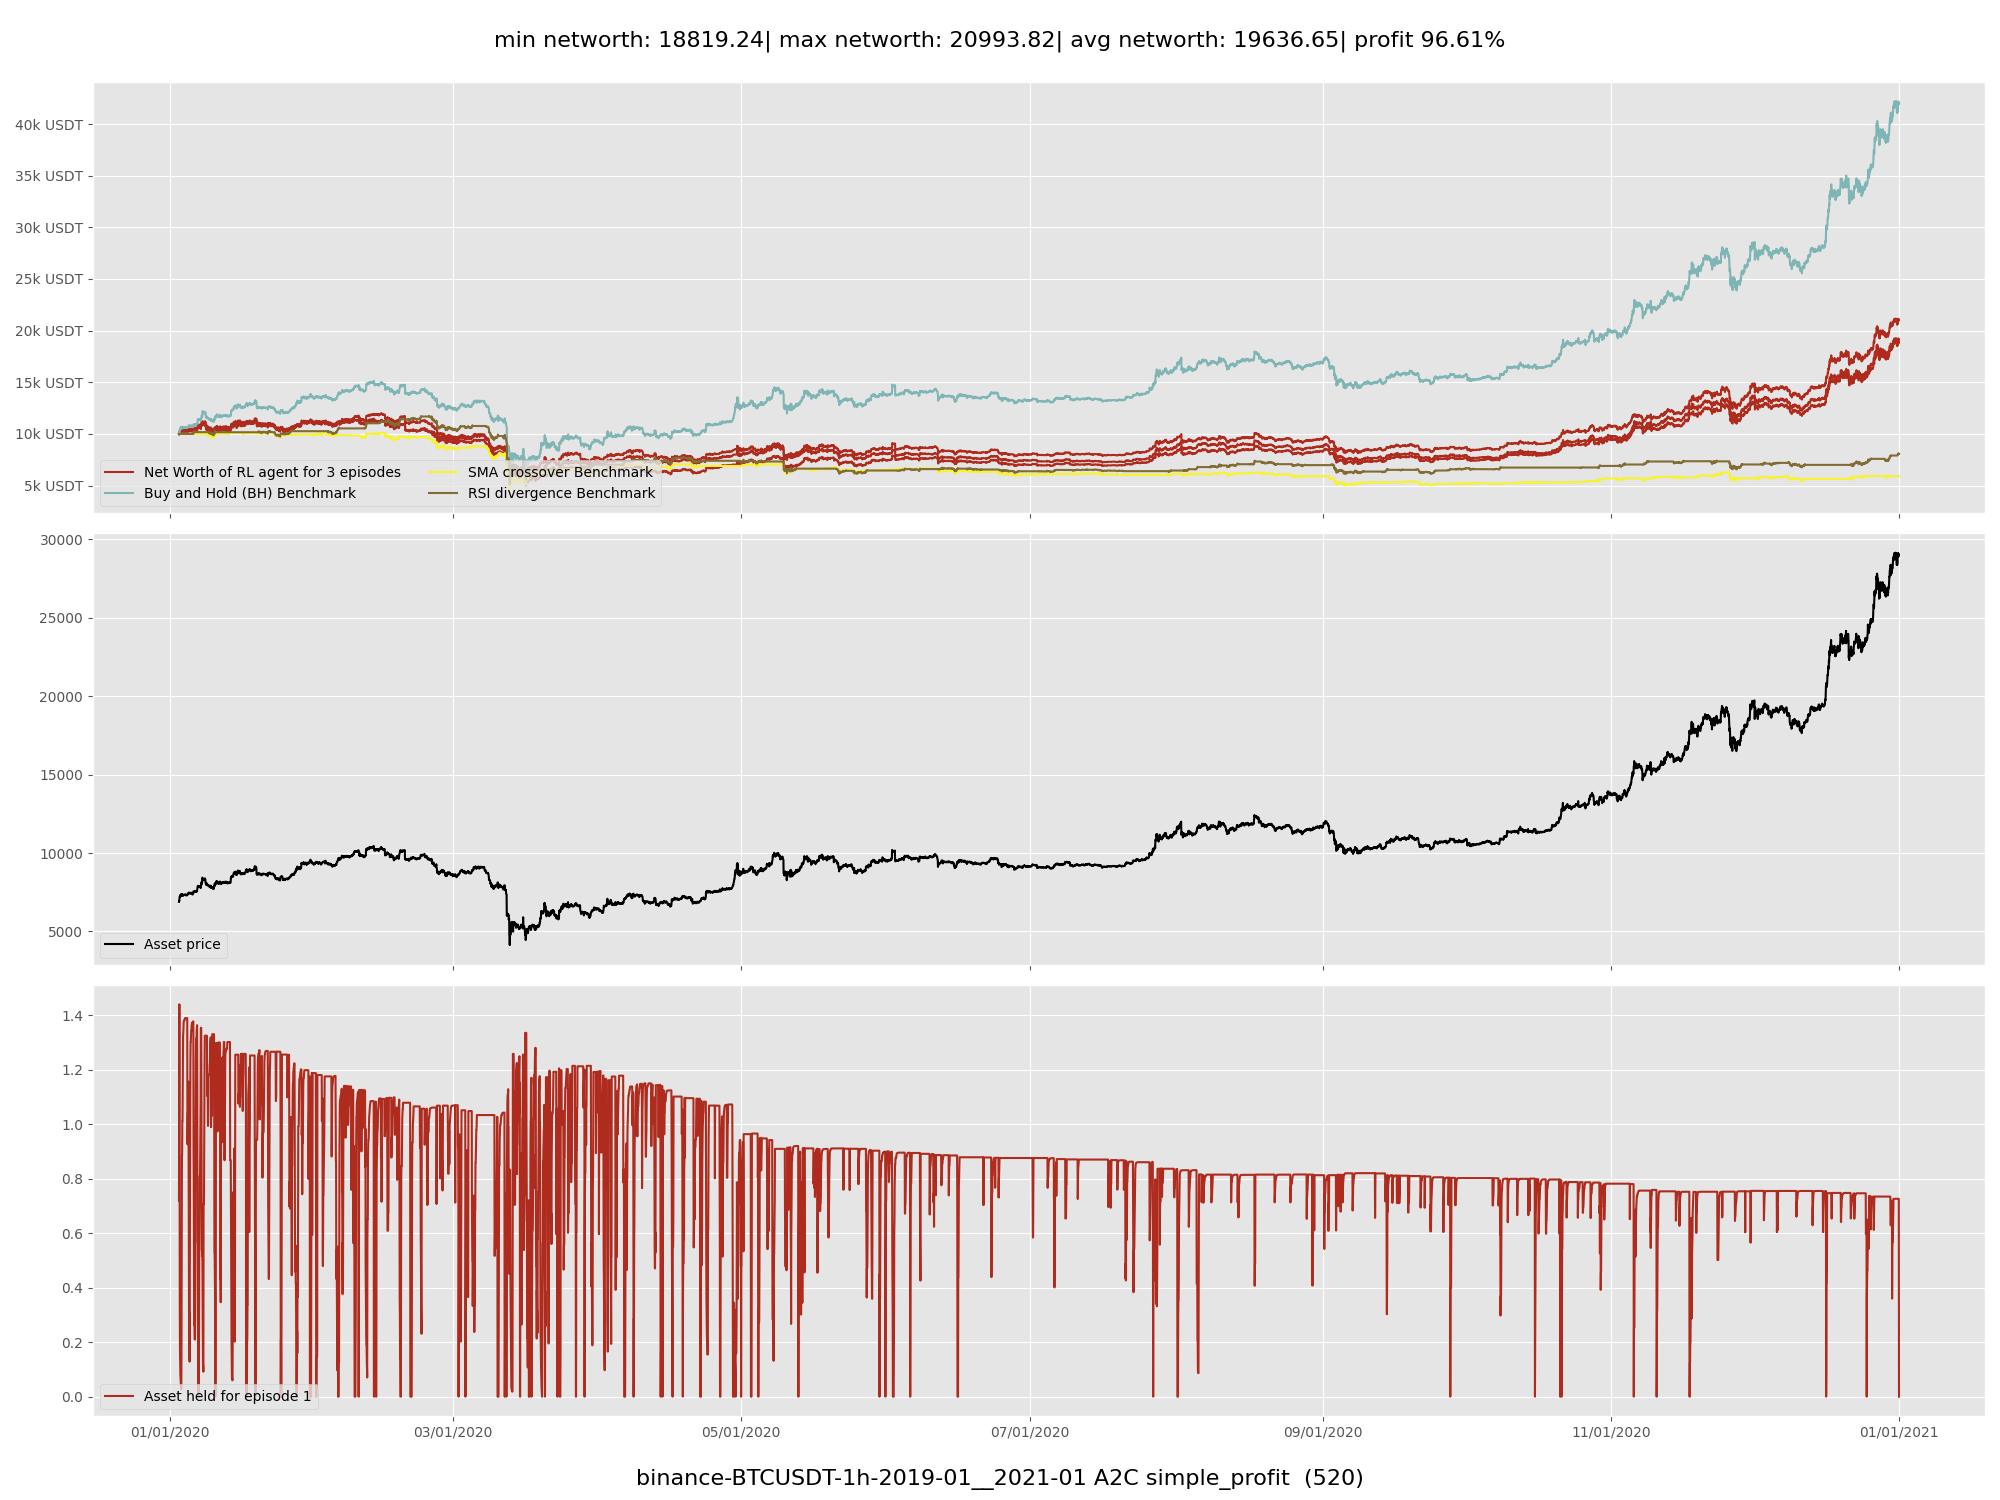 min networth: 18819.24| max networth: 20993.82| avg networth: 19636.65| profit 96.61%
40k USDT
35k USDT
30k USDT
25k USDT
20k USDT
15k USDT
10k USDT
5k USDT
Net Worth of RL agent for 3 episodes
Buy and Hold (BH) Benchmark
SMA crossover Benchmark
RSI divergence Benchmark
30000
25000
20000
15000
10000
5000
Asset price
1.4
1.2
1.0
0.8
0.6
0.4
0.2
0.0
Asset held for episode 1
01/01/2020 03/01/2020 05/01/2020 07/01/2020 09/01/2020 11/01/2020 01/01/2021
binance-BTCUSDT-1h-2019-01__2021-01 A2C simple_profit (520)